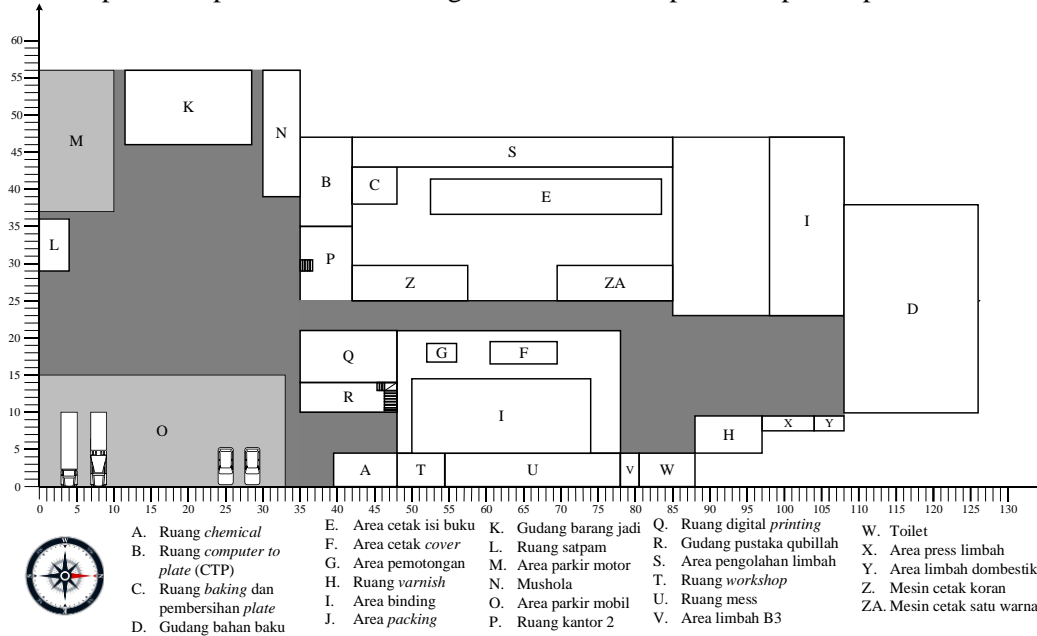 60
55
K
50
N
M
S
45
B
C
40
E
I
35
L
P
30
Z
ZA
D
25
20
Q
G
F
15
R
10
O
I
H
X
Y
5
A
T
U
V
W
0
0 5 10 15 20 25 30 35 40 45 50 55 60 65 70 75 80 85 90 95 100 105 110 115 120 125 130
A. Ruang chemical
B. Ruang computer to
plate (CTP)
C. Ruang baking dan
pembersihan plate
D. Gudang bahan baku
E. Area cetak isi buku
F. Area cetak cover
G. Area pemotongan
H. Ruang varnish
I. Area binding
J. Area packing
K. Gudang barang jadi
L. Ruang satpam
M. Area parkir motor
N. Mushola
O. Area parkir mobil
P. Ruang kantor 2
Q. Ruang digital printing
R. Gudang pustaka qubillah
S. Area pengolahan limbah
T. Ruang workshop
U. Ruang mess
V. Area limbah B3
W. Toilet
X. Area press limbah
Y. Area limbah dombestik
Z. Mesin cetak koran
ZA. Mesin cetak satu warna